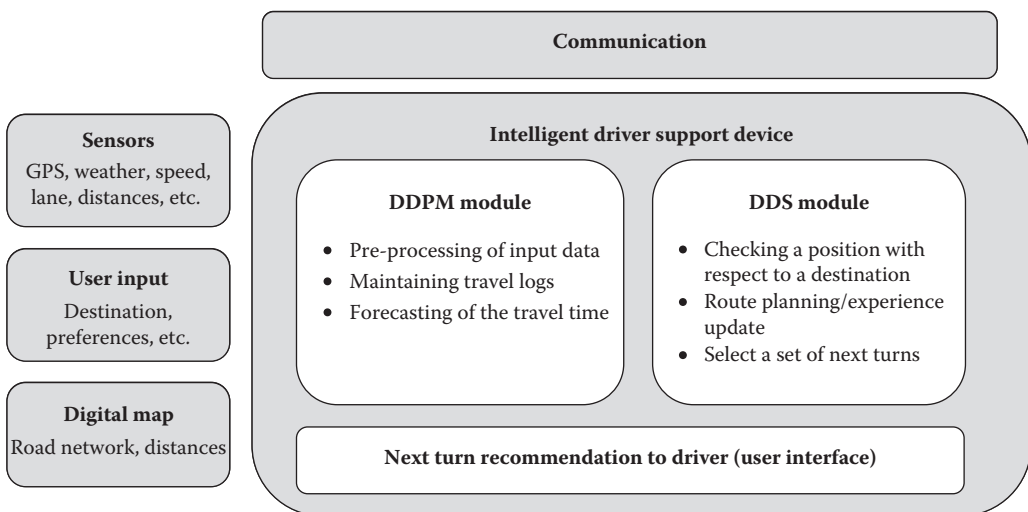 Communication
Sensors
GPS, weather, speed,
lane, distances, etc.
User input
Destination,
preferences, etc.
Digital map
Road network, distances
Intelligent driver support device
DDPM module
• Pre-processing of input data
• Maintaining travel logs
• Forecasting of the travel time
DDS module
• Checking a position with
respect to a destination
• Route planning/experience
update
• Select a set of next turns
Next turn recommendation to driver (user interface)